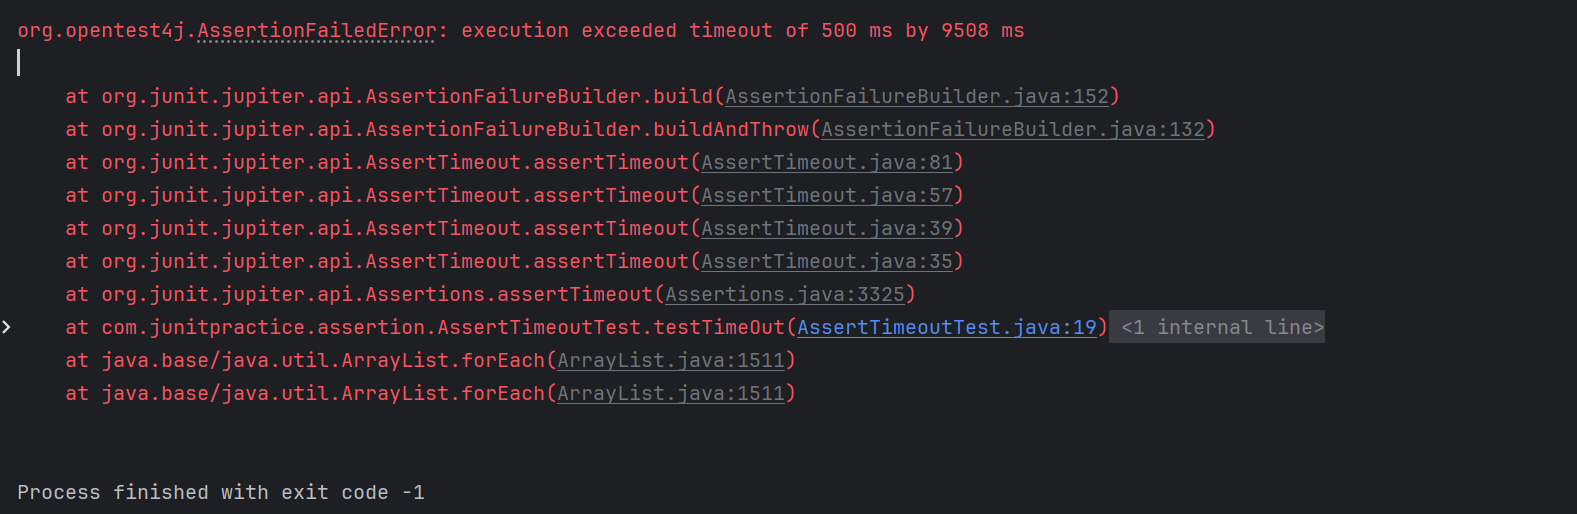 org.opentest4j.AssertionFailedError: execution exceeded timeout of 500 ms by 9508 ms
at org.junit.jupiter.api.AssertionFailureBuilder.build(AssertionFailureBuilder.java:152)
at org.junit.jupiter.api.AssertionFailureBuilder.buildAndThrow(AssertionFailureBuilder.java:132)
at org.junit.jupiter.api.AssertTimeout.assertTimeout(AssertTimeout.java:81)
at org.junit.jupiter.api.AssertTimeout.assertTimeout(AssertTimeout.java:57)
at org.junit.jupiter.api.AssertTimeout.assertTimeout(AssertTimeout.java:39)
at org.junit.jupiter.api.AssertTimeout.assertTimeout(AssertTimeout.java:35)
at org.junit.jupiter.api.Assertions.assertTimeout(Assertions.java:3325)
at com.junitpractice.assertion.AssertTimeoutTest.testTimeOut(AssertTimeoutTest.java:19) <1 internal line>
at java.base/java.util.ArrayList.forEach(ArrayList.java:1511)
at java.base/java.util.ArrayList.forEach(ArrayList.java:1511)
Process finished with exit code -1